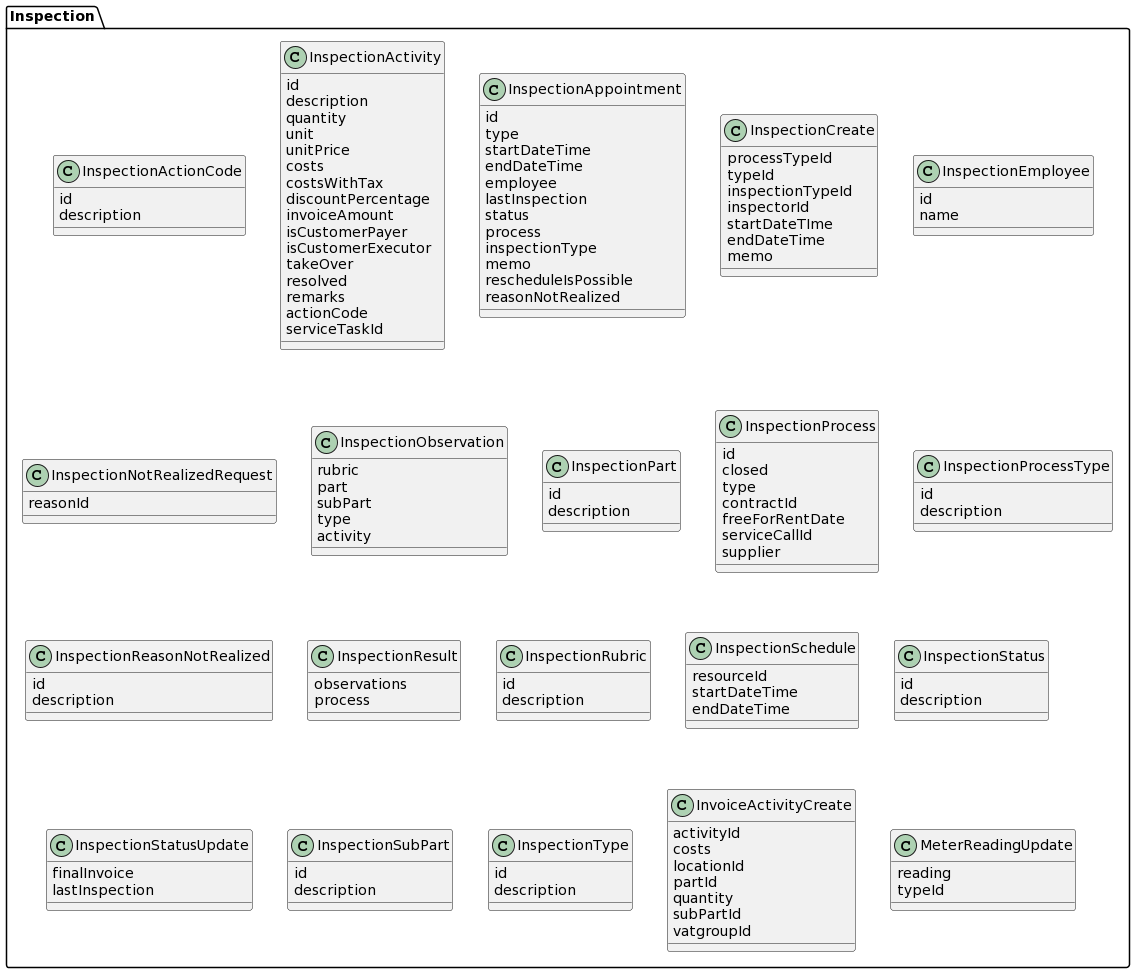 Inspection
C InspectionActionCode
id
description
C InspectionActivity
id
description
quantity
unit
unitPrice
costs
costsWithTax
discountPercentage
invoiceAmount
isCustomerPayer
isCustomerExecutor
takeOver
resolved
remarks
actionCode
serviceTaskId
C InspectionAppointment
id
type
startDateTime
endDateTime
employee
lastInspection
status
process
inspectionType
memo
rescheduleIsPossible
reasonNotRealized
C InspectionCreate
processTypeId
typeId
inspectionTypeId
inspectorId
startDateTIme
endDateTime
memo
C InspectionEmployee
id
name
C InspectionNotRealizedRequest
reasonId
C InspectionObservation
rubric
part
subPart
type
activity
C InspectionPart
id
description
C InspectionProcess
id
closed
type
contractId
freeForRentDate
serviceCallId
supplier
C InspectionProcessType
id
description
C InspectionReasonNotRealized
id
description
C InspectionResult
observations
process
C InspectionRubric
id
description
C InspectionSchedule
resourceId
startDateTime
endDateTime
C InspectionStatus
id
description
C InspectionStatusUpdate
finalInvoice
lastInspection
C InspectionSubPart
id
description
C InspectionType
id
description
C InvoiceActivityCreate
activityId
costs
locationId
partId
quantity
subPartId
vatgroupId
C MeterReadingUpdate
reading
typeId